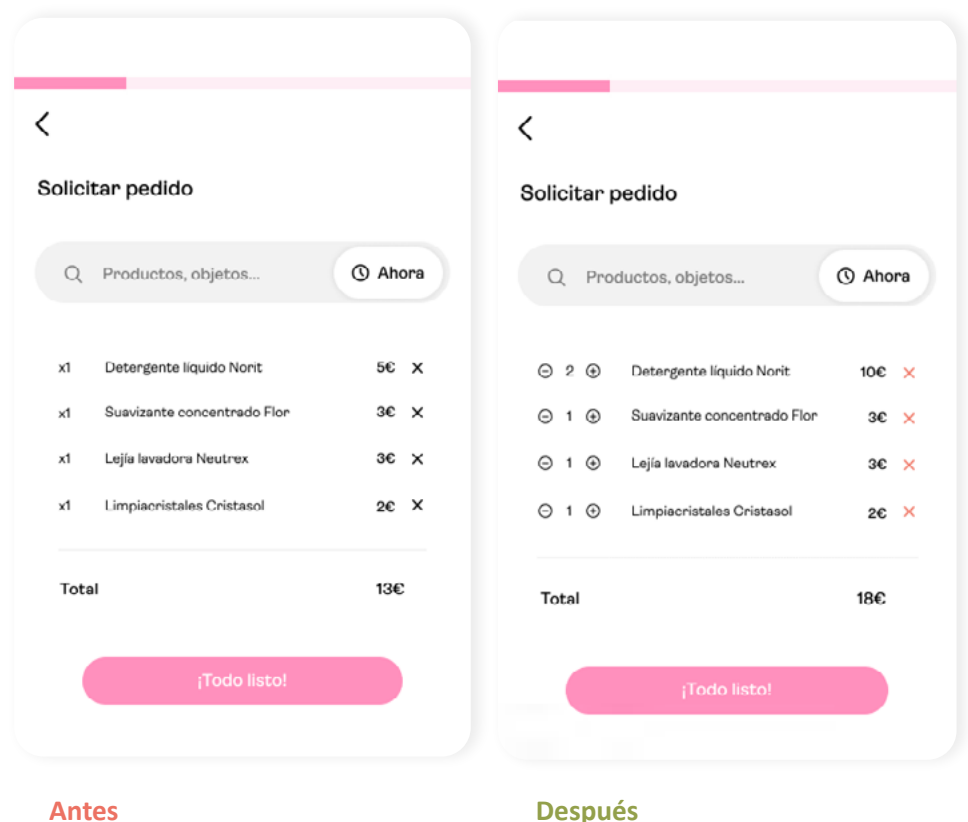 Solicitar pedido
Productos, objetos...
Ahora
x1 Detergente líquido Norit 5€
x1 Suavizante concentrado Flor 3€
x1 Lejía lavadora Neutrex 3€
x1 Limpiacristales Cristasol 2€
Total 13€
¡Todo listo!
Antes
Solicitar pedido
Productos, objetos...
Ahora
2 Detergente líquido Norit 10€
1 Suavizante concentrado Flor 3€
1 Lejía lavadora Neutrex 3€
1 Limpiacristales Cristasol 2€
Total 18€
¡Todo listo!
Después